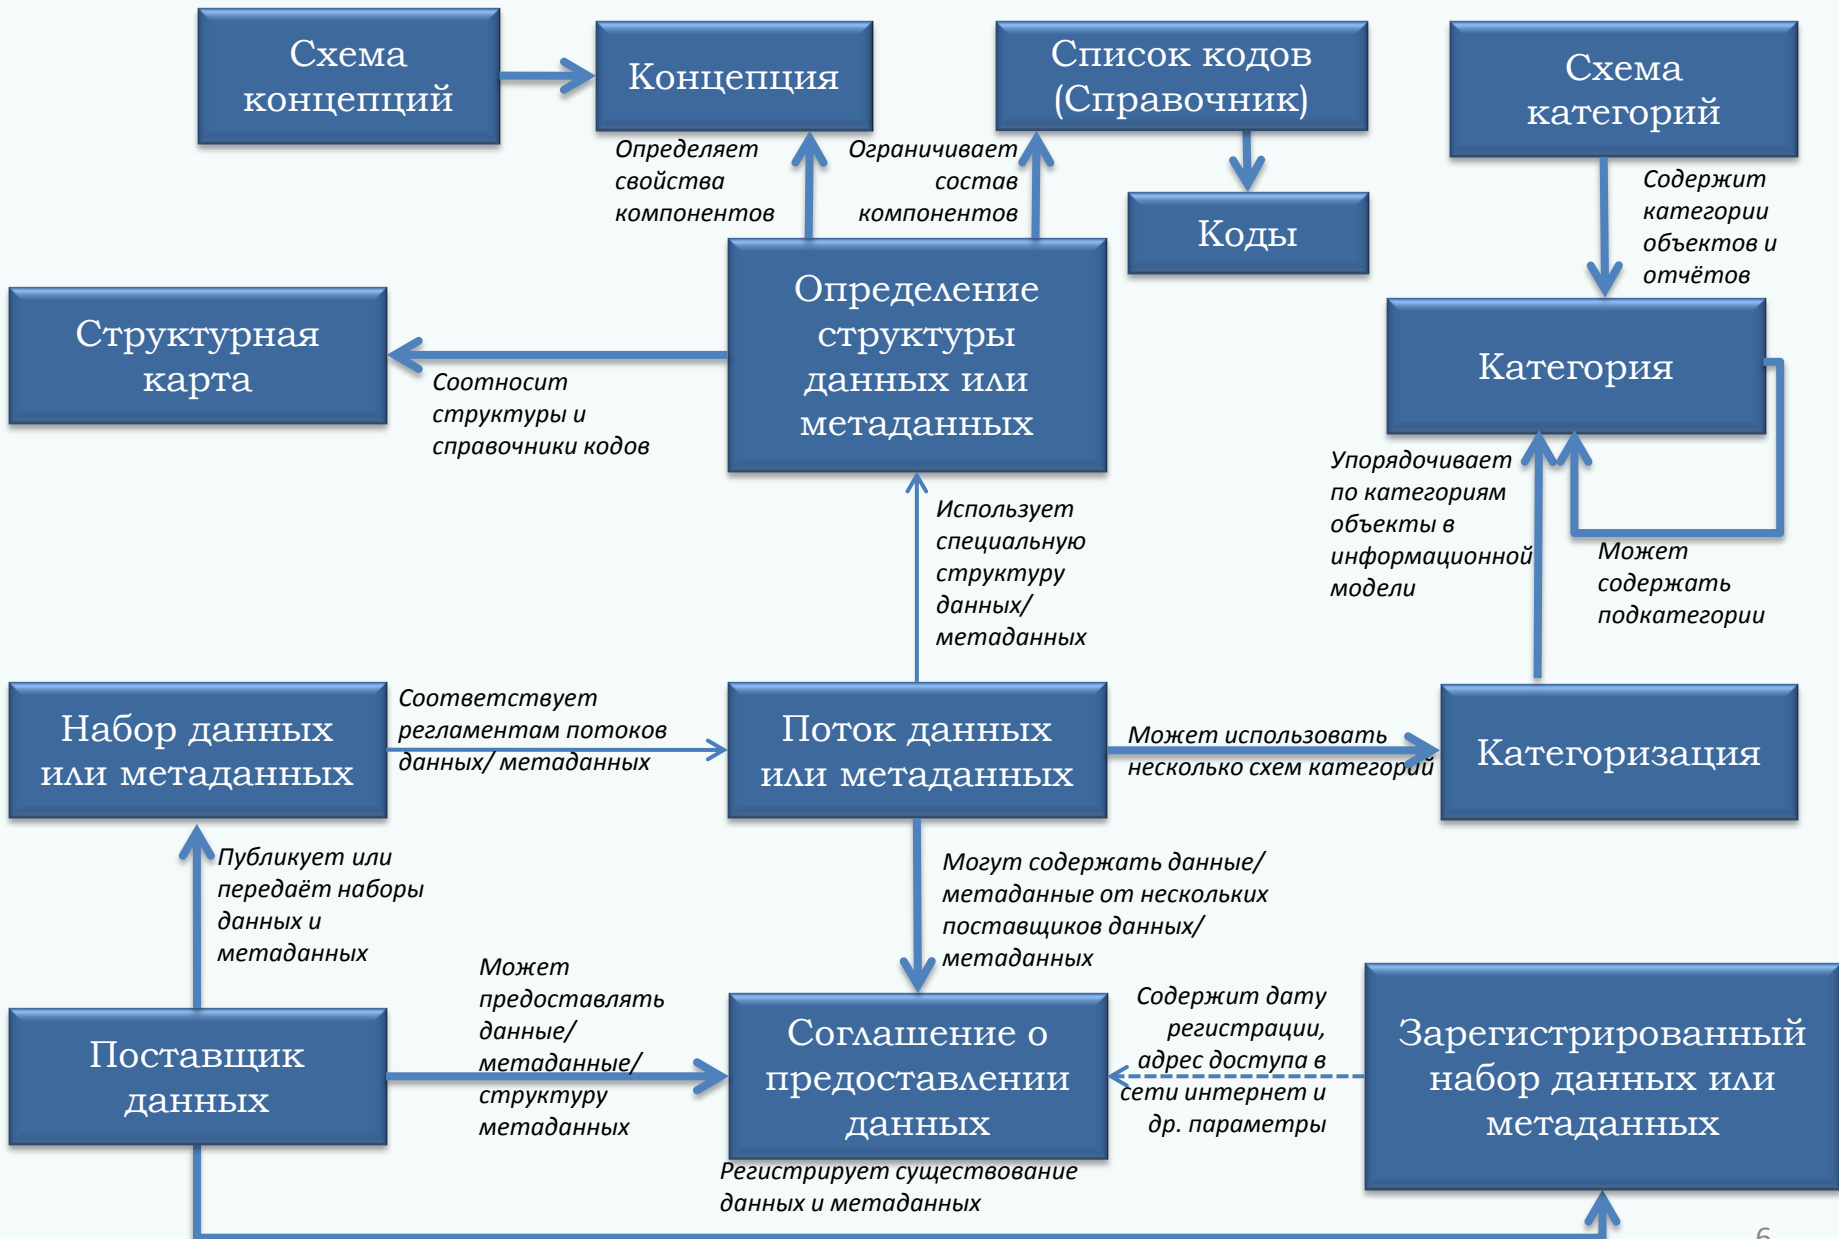 Схема
концепций
Концепция
Список кодов
(Справочник)
Схема
категорий
Определяет
свойства
компонентов
Ограничивает
состав
компонентов
Коды
Содержит
категории
объектов и
отчётов
Структурная
карта
Соотносит
структуры и
справочники кодов
Определение
структуры
данных или
метаданных
Категория
Использует
специальную
структуру
данных/
метаданных
Упорядочивает
по категориям
объекты в
информационной
модели
Может
содержать
подкатегории
Набор данных
или метаданных
Соответствует
регламентам потоков
данных/ метаданных
Поток данных
или метаданных
Может использовать
несколько схем категорий
Категоризация
Публикует или
передаёт наборы
данных и
метаданных
Могут содержать данные/
метаданные от нескольких
поставщиков данных/
метаданных
Поставщик
данных
Может
предоставлять
данные/
метаданные/
структуру
метаданных
Соглашение о
предоставлении
данных
Содержит дату
регистрации,
адрес доступа в
сети интернет и
др. параметры
Зарегистрированный
набор данных или
метаданных
Регистрирует существование
данных и метаданных
6